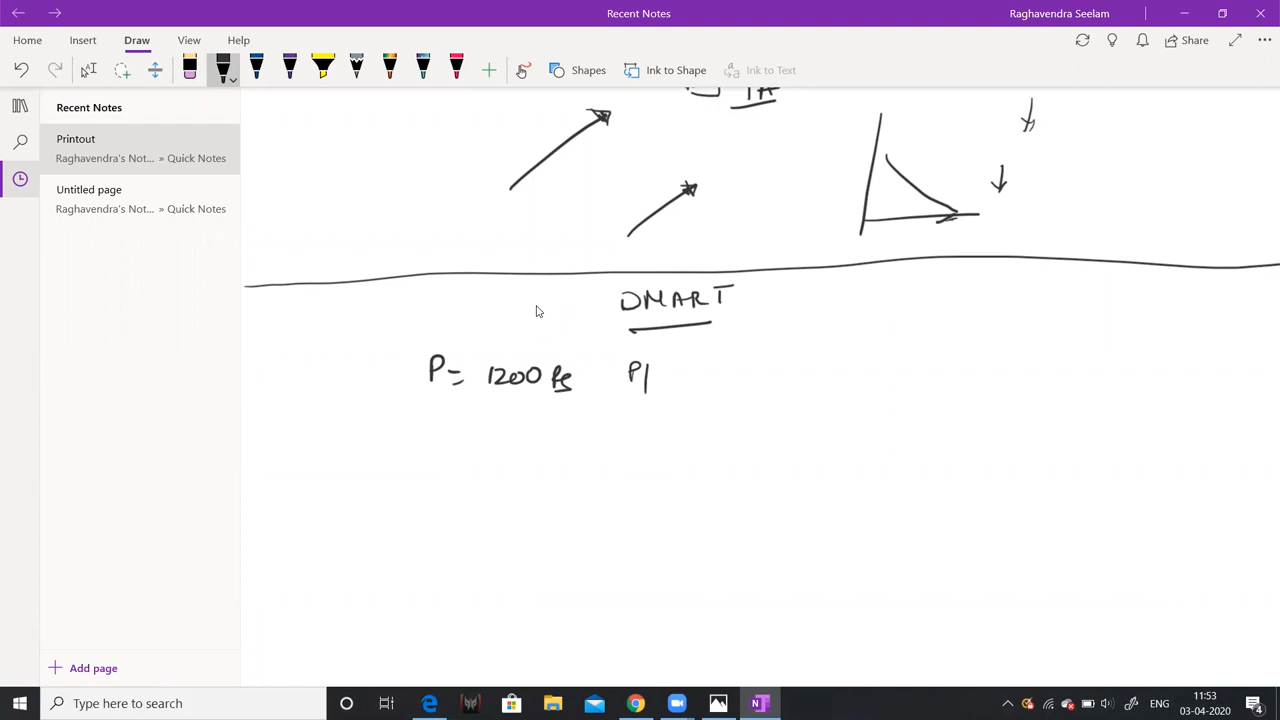 Recent Notes
Raghavendra Seelam
Home Insert Draw View Help
Share
Shapes
Ink to Shape
Ink to Text
Recent Notes
Printout
Raghavendra's Not... » Quick Notes
Untitled page
Raghavendra's Not... » Quick Notes
Add page
DMART
P= 1200 Ps P/
Type here to search
ENG
11:53
03-04-2020
4